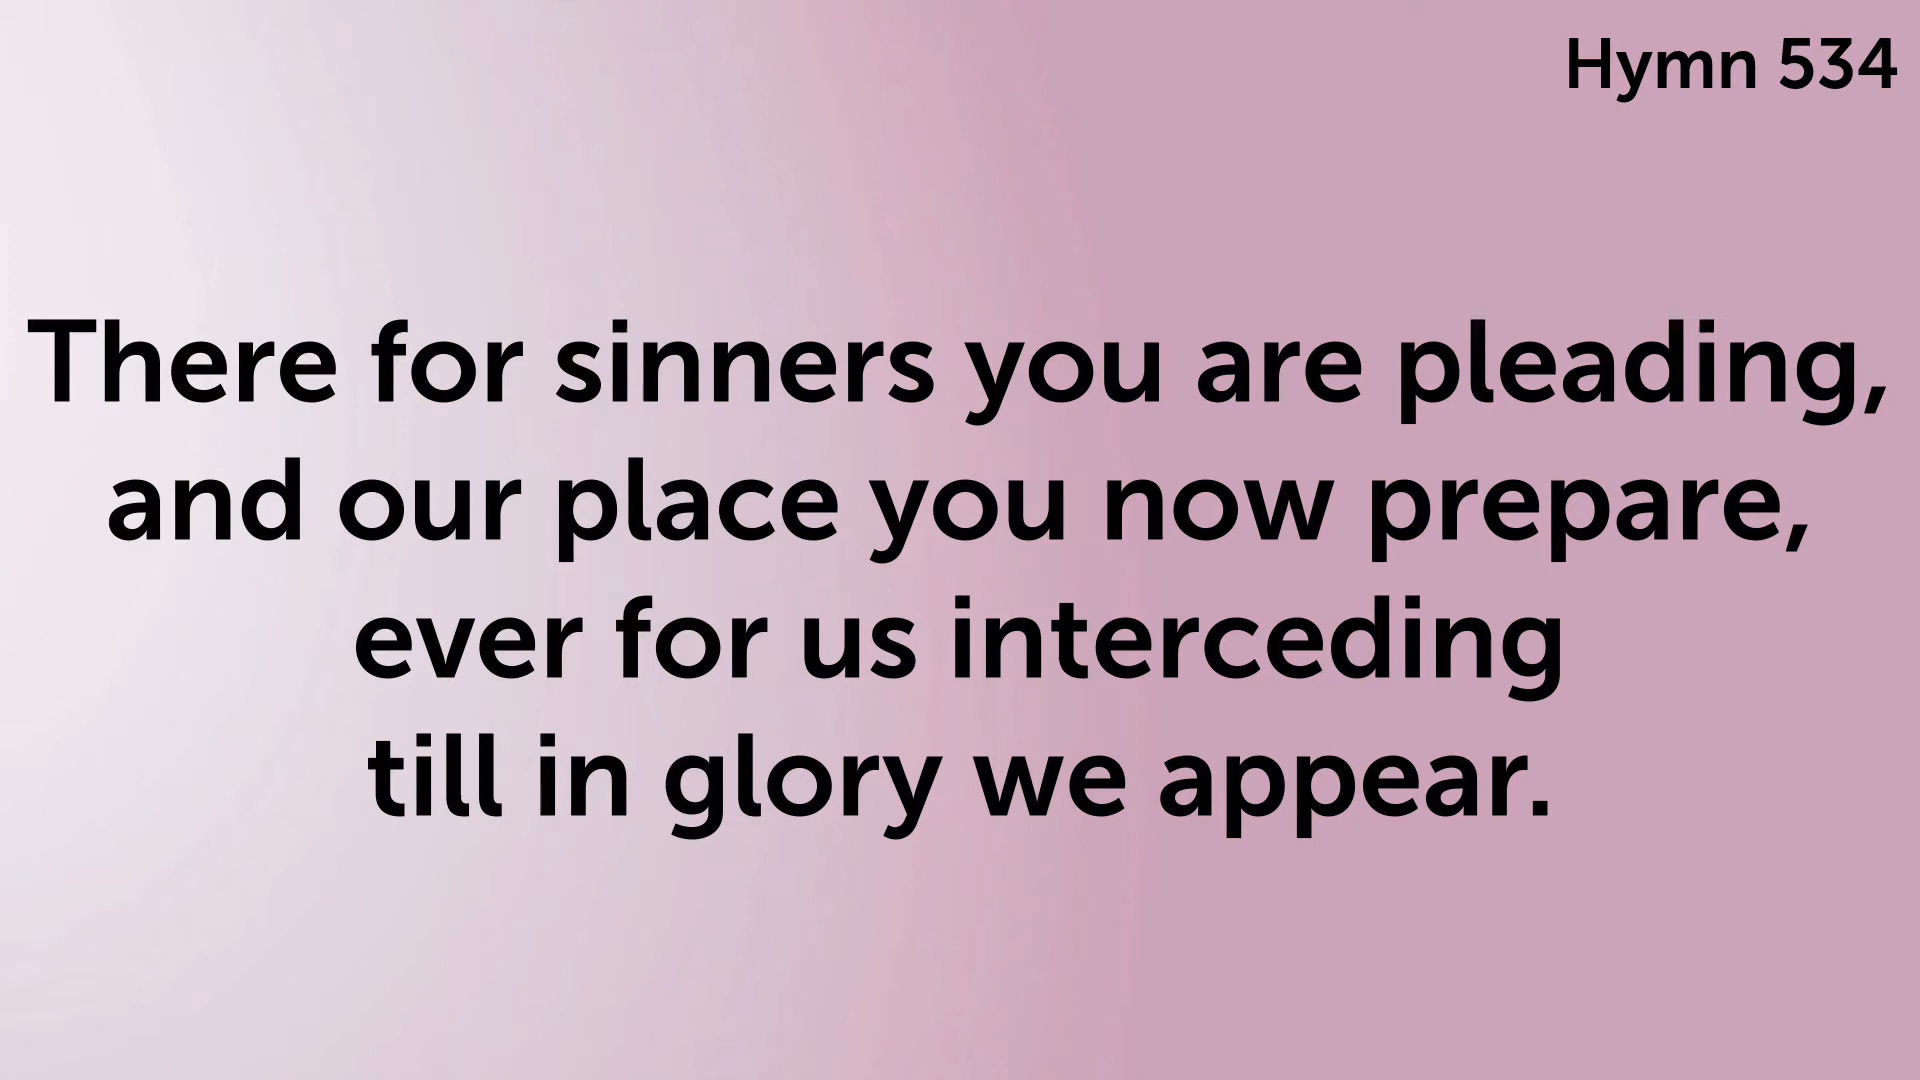 Hymn 534
There for sinners you are pleading,
and our place you now prepare,
ever for us interceding
till in glory we appear.